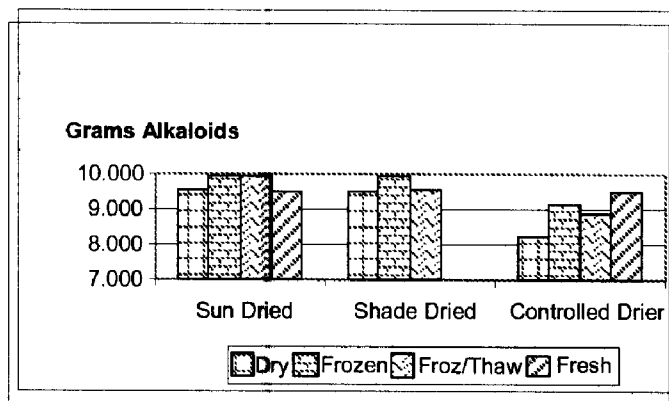 Grams Alkaloids
10.000
9.000
8.000
7.000
Sun Dried Shade Dried Controlled Drier
Dry Frozen Froz/Thaw Fresh